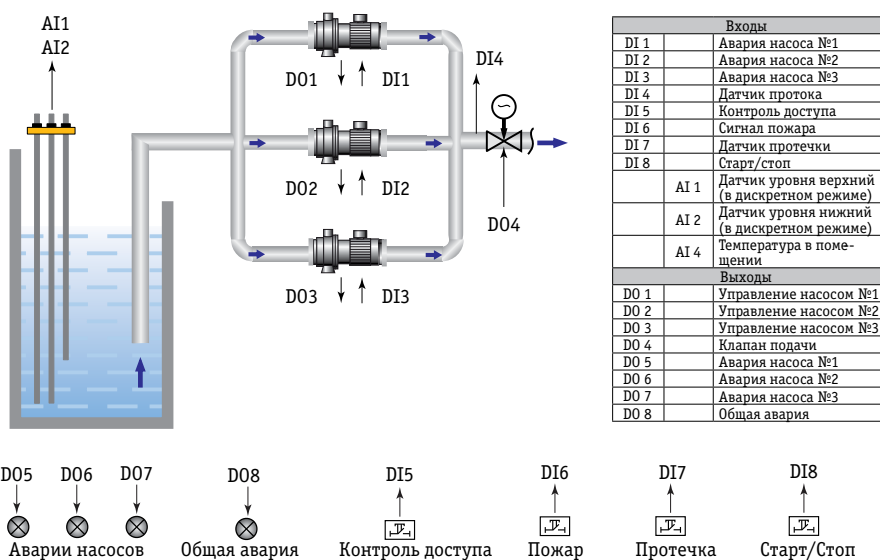 AI1
AI2
DO1
DI1
DI4
DO2
DI2
DO4
DO3
DI3
Входы
DI 1 Авария насоса №1
DI 2 Авария насоса №2
DI 3 Авария насоса №3
DI 4 Датчик протока
DI 5 Контроль доступа
DI 6 Сигнал пожара
DI 7 Датчик протечки
DI 8 Старт/стоп
AI 1 Датчик уровня верхний
(в дискретном режиме)
AI 2 Датчик уровня нижний
(в дискретном режиме)
AI 4 Температура в поме-
щении
Выходы
DO 1 Управление насосом №1
DO 2 Управление насосом №2
DO 3 Управление насосом №3
DO 4 Клапан подачи
DO 5 Авария насоса №1
DO 6 Авария насоса №2
DO 7 Авария насоса №3
DO 8 Общая авария
DO5 DO6 DO7 DO8 DI5 DI6 DI7 DI8
Аварии насосов Общая авария Контроль доступа Пожар Протечка Старт/Стоп